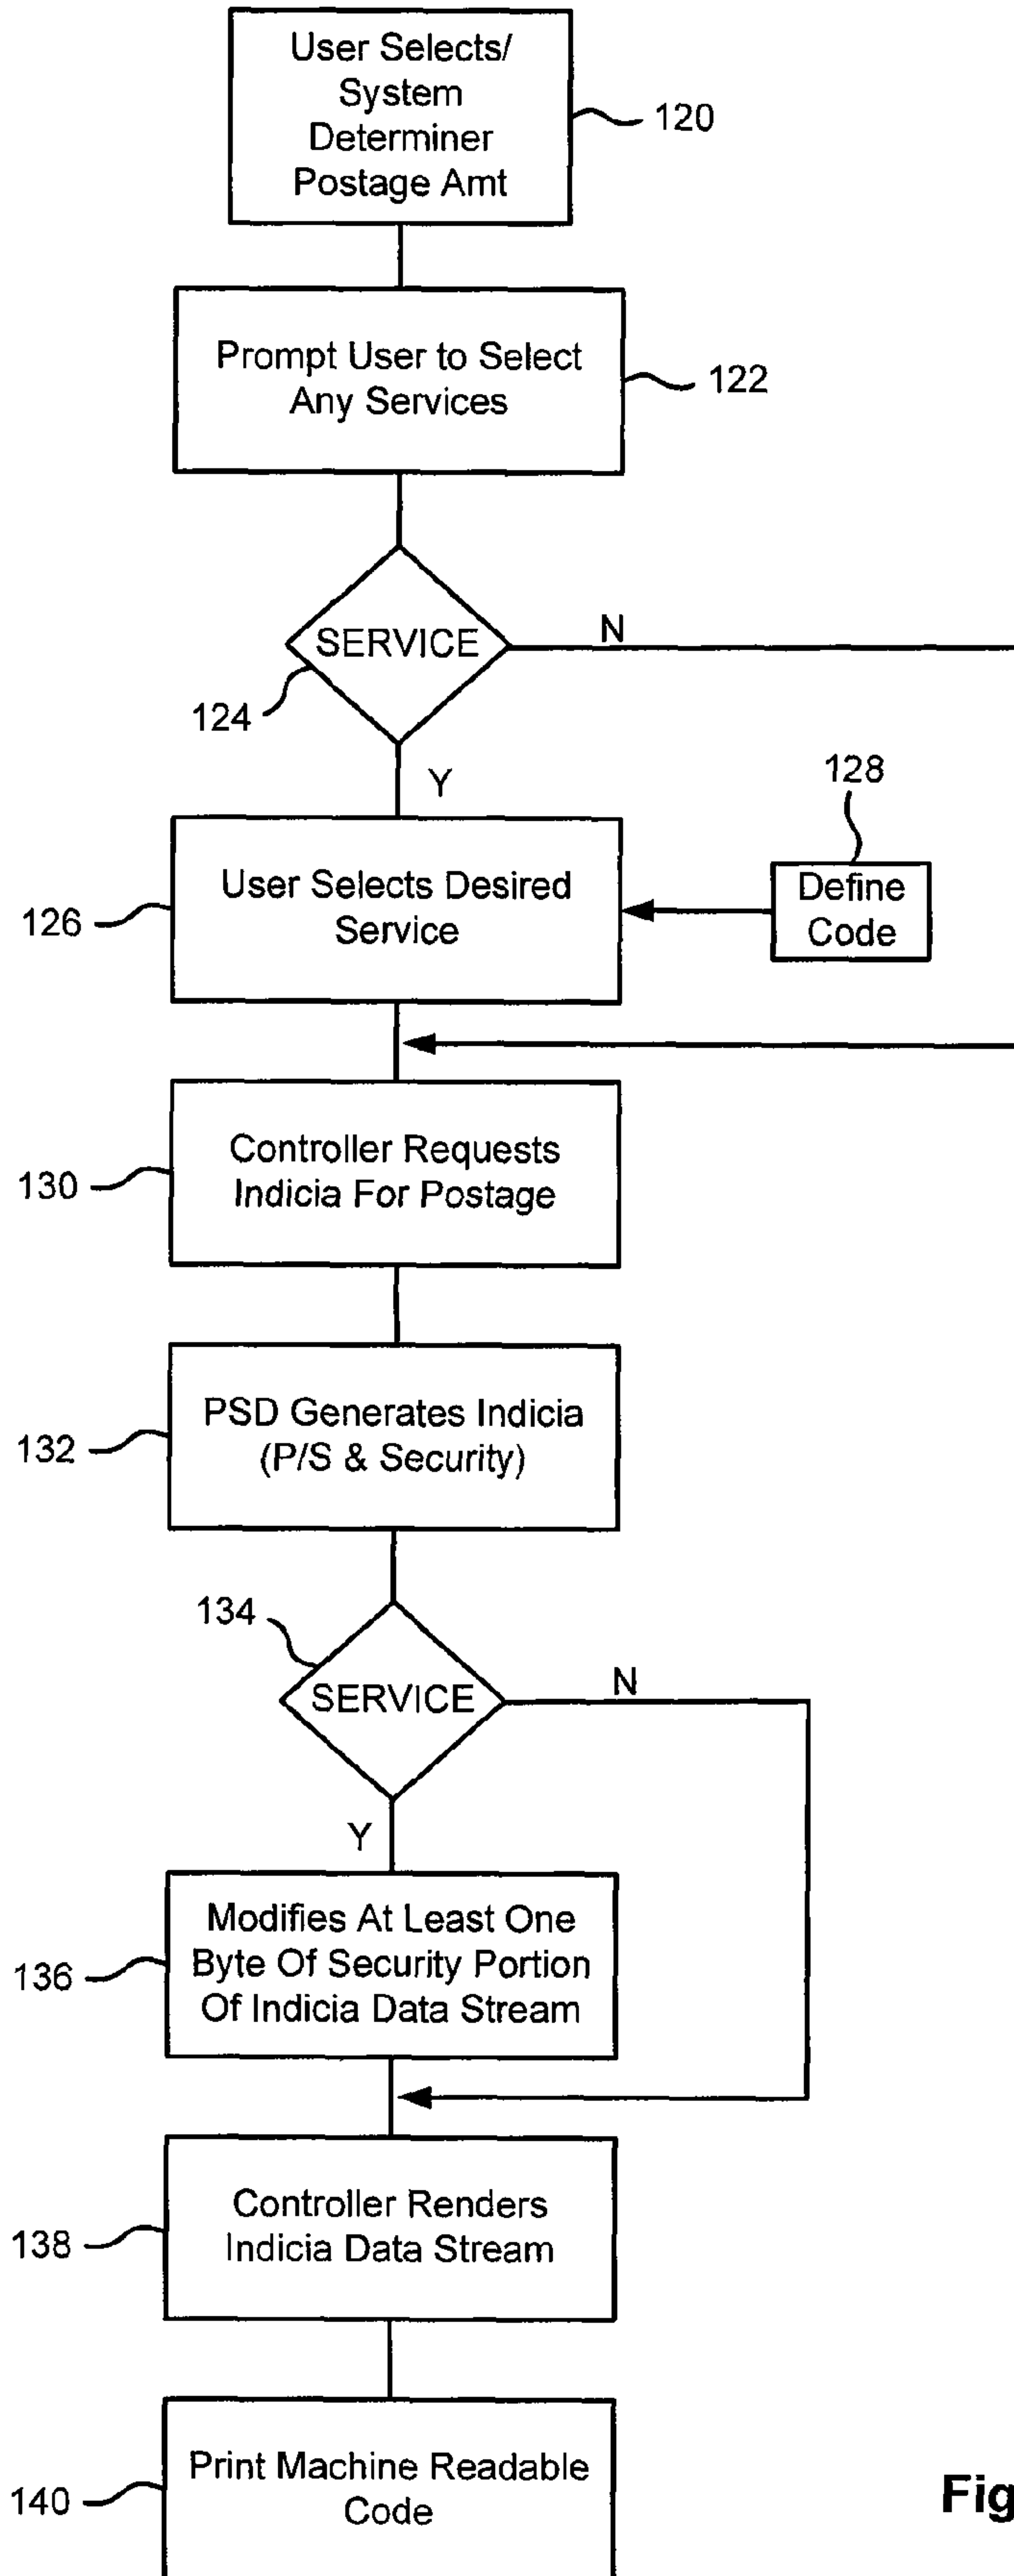 User Selects/
System
Determiner
Postage Amt
120
Prompt User to Select
Any Services
122
SERVICE
N
124
Y
128
User Selects Desired
Service
Define
Code
126
Controller Requests
Indicia For Postage
130
PSD Generates Indicia
(P/S & Security)
132
134
SERVICE
N
Y
Modifies At Least One
Byte Of Security Portion
Of Indicia Data Stream
136
Controller Renders
Indicia Data Stream
138
Print Machine Readable
Code
140
Fig